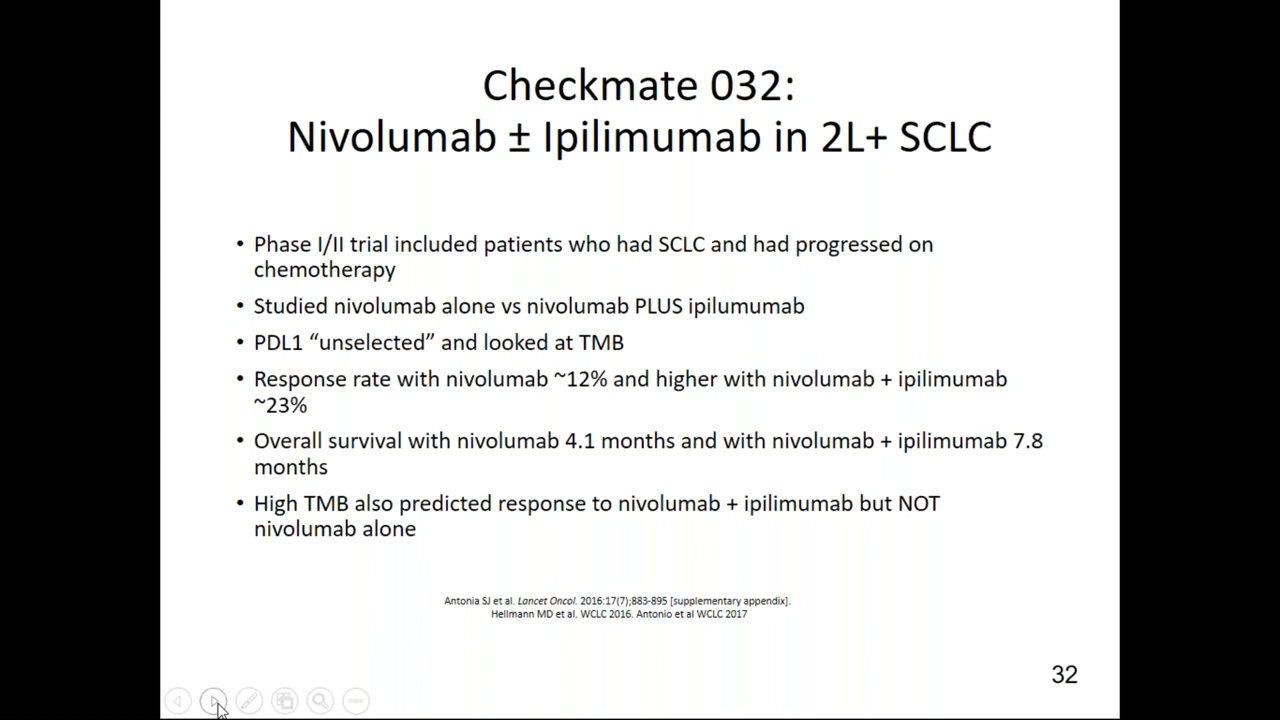 Checkmate 032:
Nivolumab ± Ipilimumab in 2L+ SCLC
• Phase I/II trial included patients who had SCLC and had progressed on
chemotherapy
• Studied nivolumab alone vs nivolumab PLUS ipilumumab
• PDL1 “unselected” and looked at TMB
• Response rate with nivolumab ~12% and higher with nivolumab + ipilimumab
~23%
• Overall survival with nivolumab 4.1 months and with nivolumab + ipilimumab 7.8
months
• High TMB also predicted response to nivolumab + ipilimumab but NOT
nivolumab alone
Antonia SJ et al. Lancet Oncol. 2016:17(7);883-895 [supplementary appendix].
Hellmann MD et al. WCLC 2016. Antonio et al WCLC 2017
32